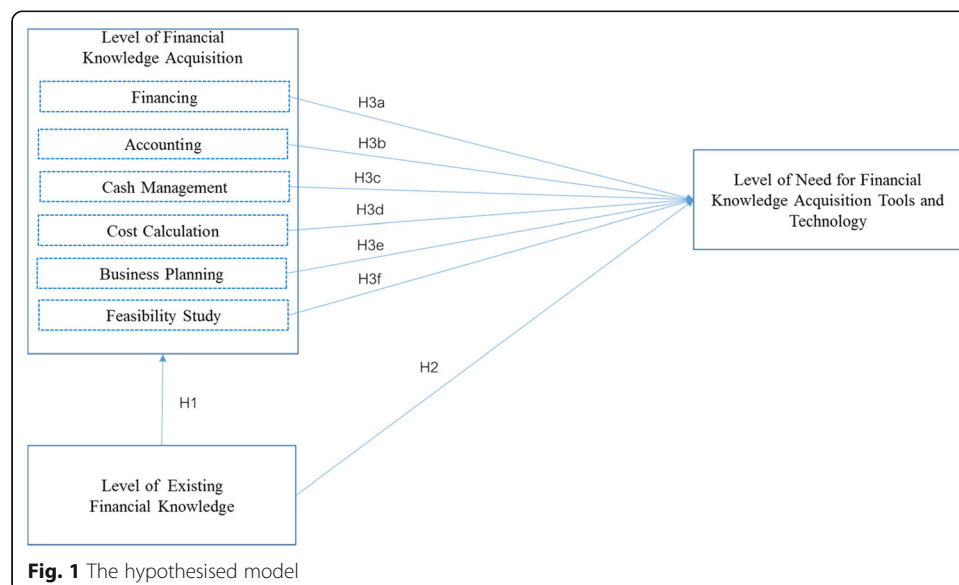 Level of Financial
Knowledge Acquisition
Financing
Accounting
Cash Management
Cost Calculation
Business Planning
Feasibility Study
H3a
H3b
H3c
H3d
H3e
H3f
Level of Need for Financial
Knowledge Acquisition Tools and
Technology
H2
H1
Level of Existing
Financial Knowledge
Fig. 1 The hypothesised model